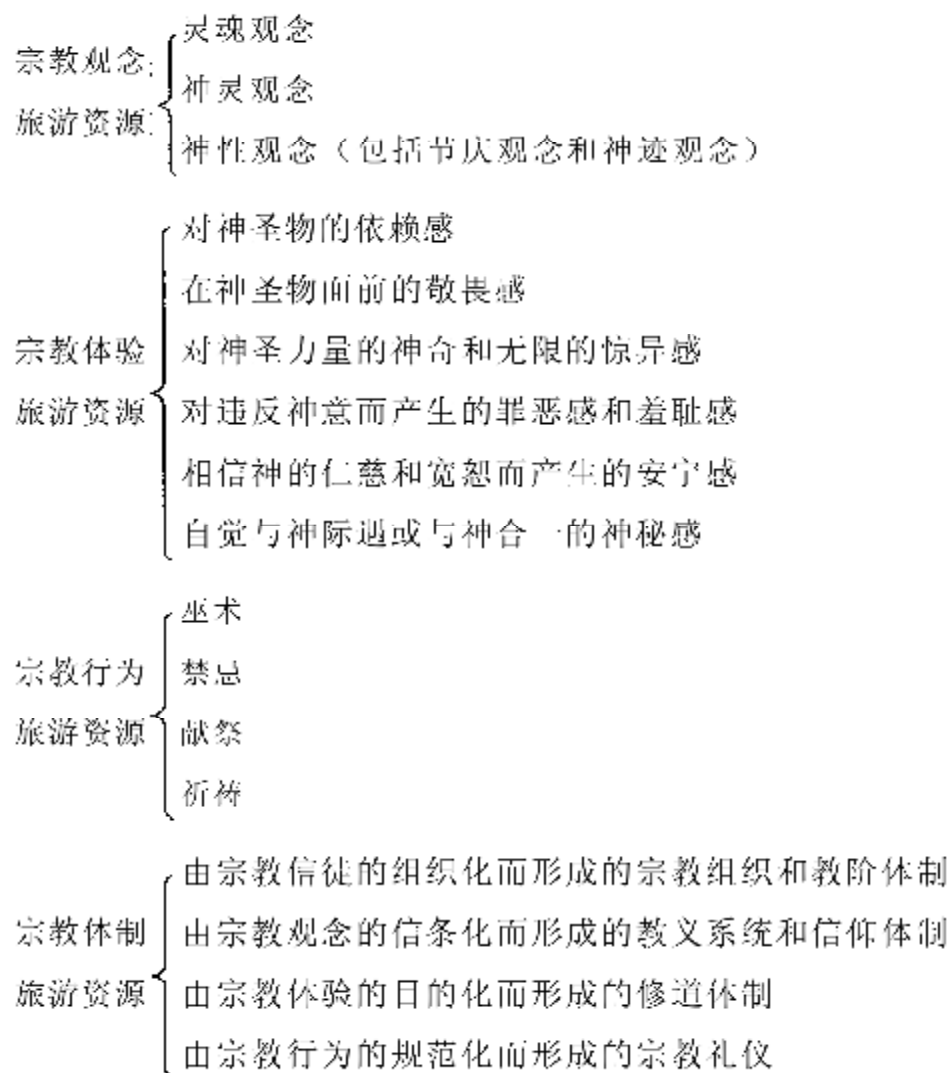 宗教观念
旅游资源
灵魂观念
神灵观念
神性观念（包括节庆观念和神迹观念）
宗教体验
旅游资源
对神圣物的依赖感
在神圣物面前的敬畏感
对神圣力量的神奇和无限的惊异感
对违反神意而产生的罪恶感和羞耻感
相信神的仁慈和宽恕而产生的安宁感
自觉与神际遇或与神合一的神秘感
宗教行为
旅游资源
巫术
禁忌
献祭
祈祷
宗教体制
旅游资源
由宗教信徒的组织化而形成的宗教组织和教阶体制
由宗教观念的信条化而形成的教义系统和信仰体制
由宗教体验的目的化而形成的修道体制
由宗教行为的规范化而形成的宗教礼仪